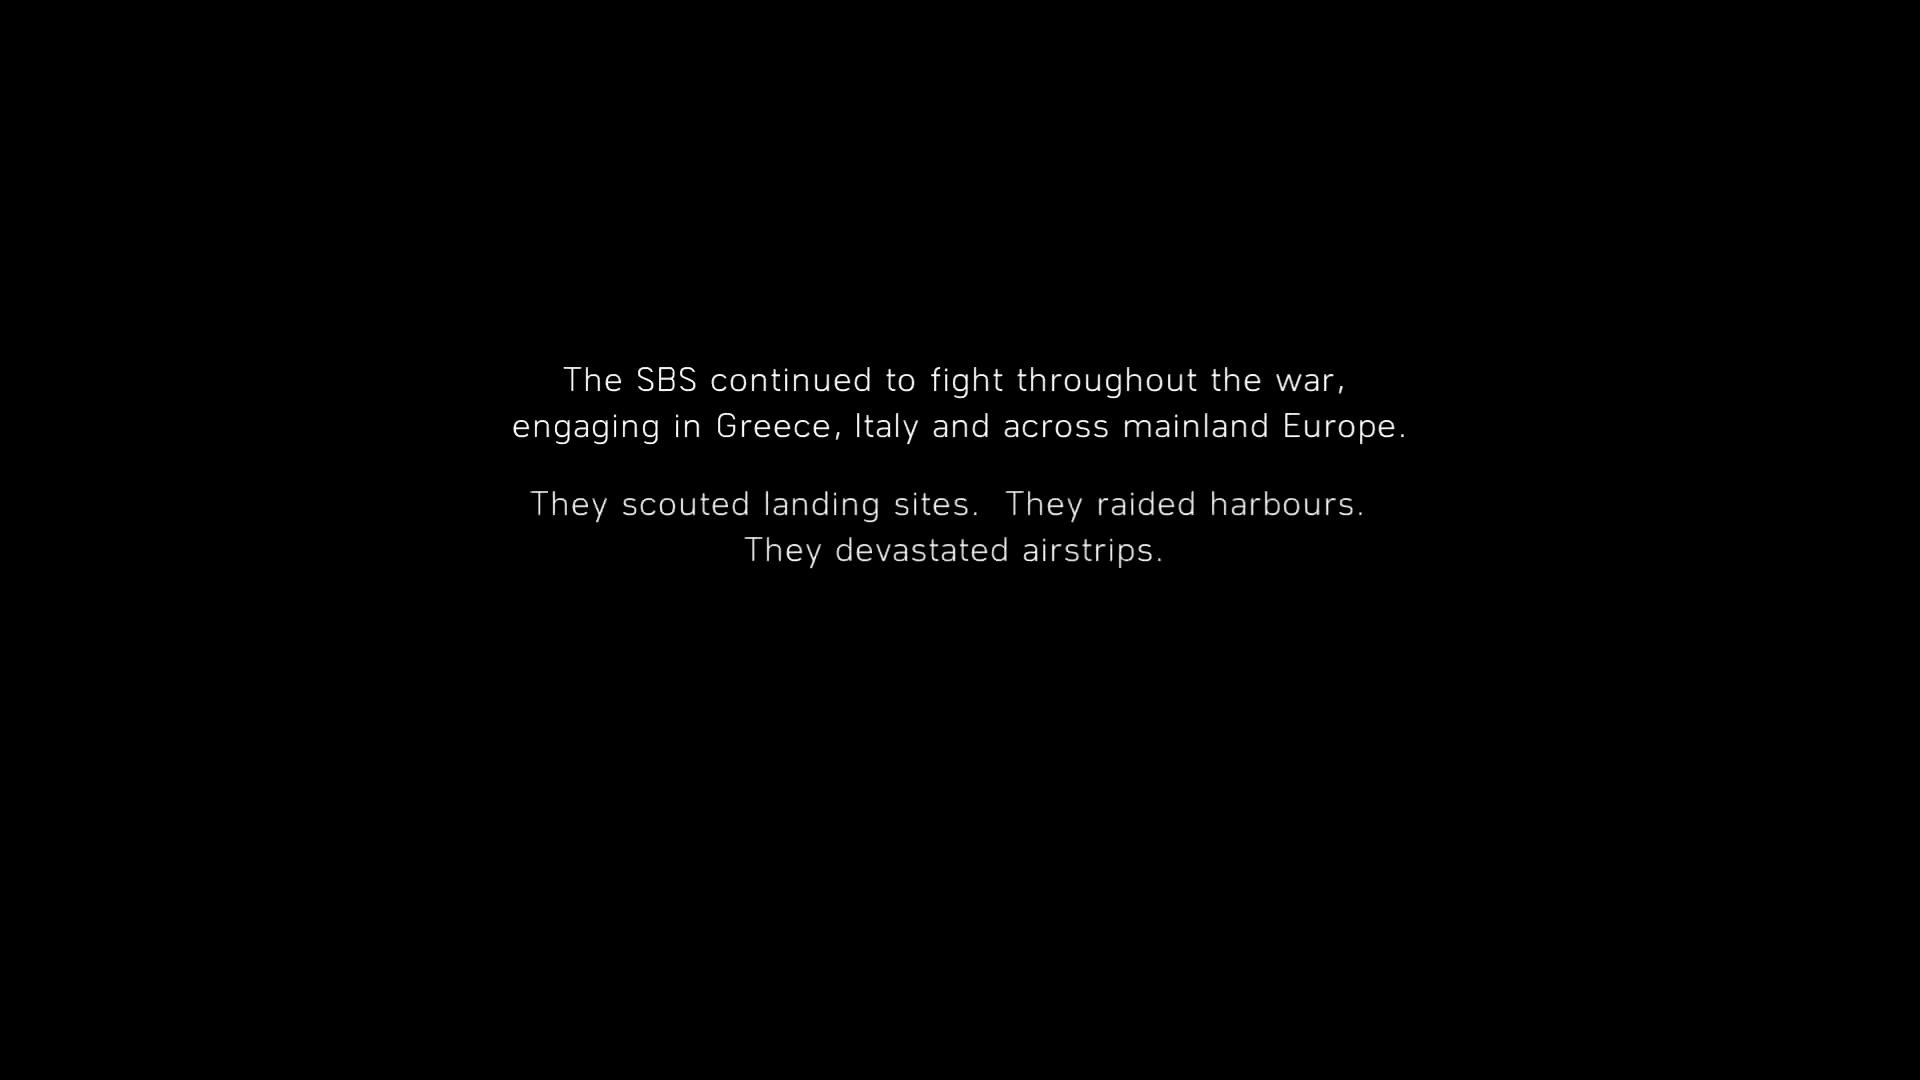 The SBS continued to fight throughout the war,
engaging in Greece, Italy and across mainland Europe.
They scouted landing sites.  They raided harbours.
They devastated airstrips.